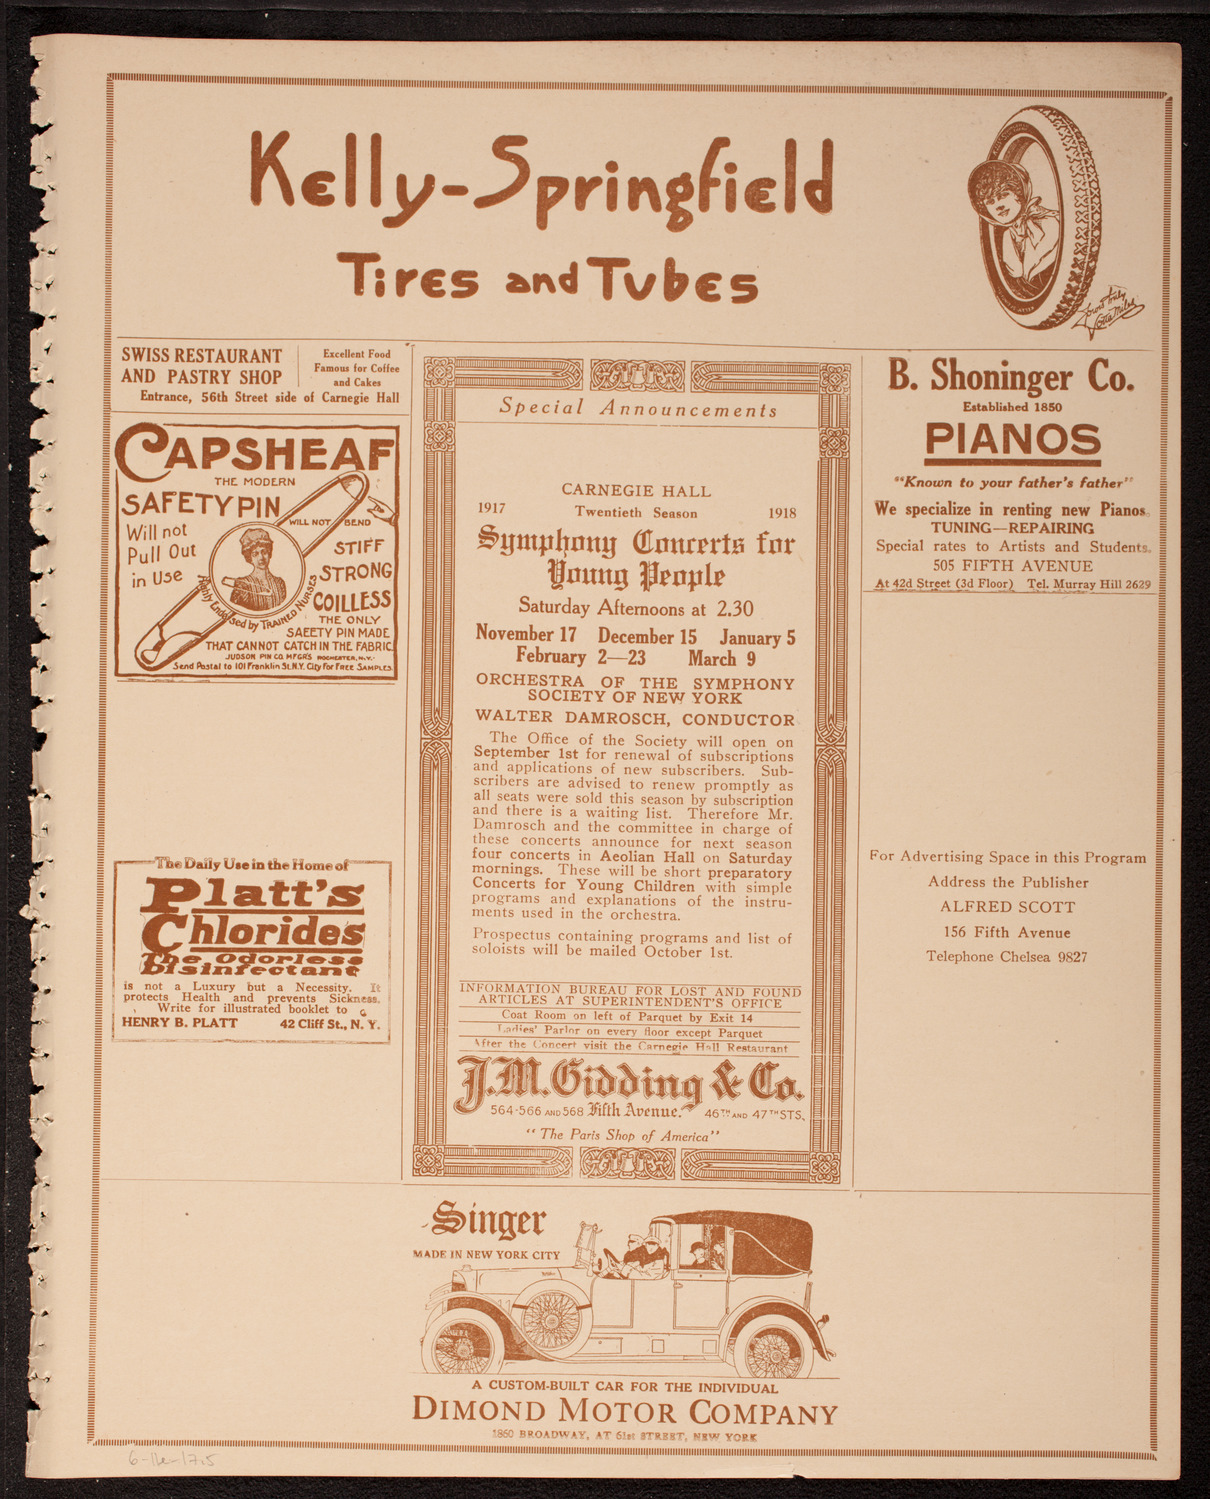 Kelly-Springfield
Tires and Tubes
Yours truly
Lotta Miles
SWISS RESTAURANT
AND PASTRY SHOP
Excellent Food
Famous for Coffee
and Cakes
Entrance, 56th Street side of Carnegie Hall
CAPSHEAF
THE MODERN
SAFETY PIN
WILL NOT BEND
Will not
Pull Out
in Use
STIFF
STRONG
COILLESS
Highly Endorsed by TRAINED NURSES
THE ONLY
SAEETY PIN MADE
THAT CANNOT CATCH IN THE FABRIC
JUDSON PIN CO. MFGR'S ROCHESTER, N.Y.
Send Postal to 101 Franklin St. N.Y. City for FREE SAMPLES.
The Daily Use in the Home of
Platt's
Chlorides
The Odorless
Disinfectant
is not a Luxury but a Necessity. It
protects Health and prevents Sickness.
Write for illustrated booklet to
HENRY B. PLATT 42 Cliff St., N. Y.
Special Announcements
CARNEGIE HALL
1917 Twentieth Season 1918
Symphony Concerts for
Young People
Saturday Afternoons at 2.30
November 17 December 15 January 5
February 2—23 March 9
ORCHESTRA OF THE SYMPHONY
SOCIETY OF NEW YORK
WALTER DAMROSCH, CONDUCTOR
The Office of the Society will open on
September 1st for renewal of subscriptions
and applications of new subscribers. Sub-
scribers are advised to renew promptly as
all seats were sold this season by subscription
and there is a waiting list. Therefore Mr.
Damrosch and the committee in charge of
these concerts announce for next season
four concerts in Aeolian Hall on Saturday
mornings. These will be short preparatory
Concerts for Young Children with simple
programs and explanations of the instru-
ments used in the orchestra.
Prospectus containing programs and list of
soloists will be mailed October 1st.
INFORMATION BUREAU FOR LOST AND FOUND
ARTICLES AT SUPERINTENDENT'S OFFICE
Coat Room on left of Parquet by Exit 14
Ladies' Parlor on every floor except Parquet
After the Concert visit the Carnegie Hall Restaurant
J.M. Gidding & Co.
564-566 AND 568 Fifth Avenue. 46TH AND 47TH STS.
"The Paris Shop of America"
B. Shoninger Co.
Established 1850
PIANOS
"Known to your father's father"
We specialize in renting new Pianos.
TUNING—REPAIRING
Special rates to Artists and Students.
505 FIFTH AVENUE
At 42d Street (3d Floor) Tel. Murray Hill 2629
For Advertising Space in this Program
Address the Publisher
ALFRED SCOTT
156 Fifth Avenue
Telephone Chelsea 9827
Singer
MADE IN NEW YORK CITY
A CUSTOM-BUILT CAR FOR THE INDIVIDUAL
DIMOND MOTOR COMPANY
1860 BROADWAY, AT 61st STREET, NEW YORK